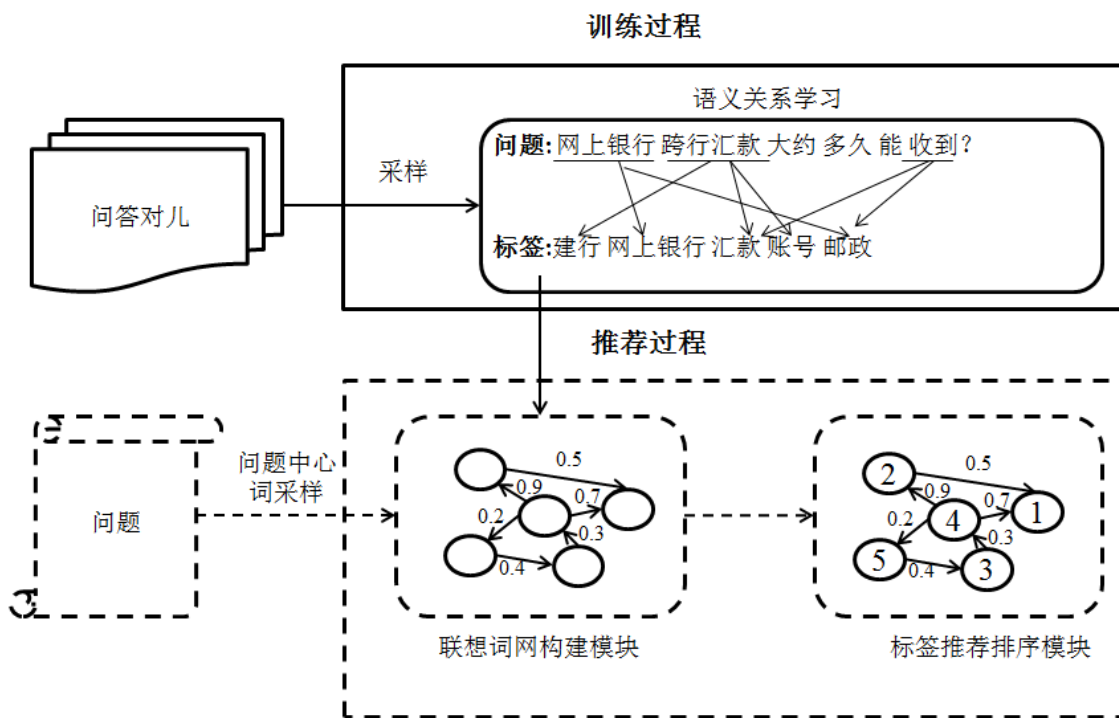 训练过程
语义关系学习
问题:网上银行 跨行汇款 大约 多久 能 收到?
采样
问答对儿
标签:建行 网上银行 汇款 账号 邮政
推荐过程
问题中心
词采样
问题
0.5
0.9
0.7
0.2
0.3
0.4
2
0.5
0.9
0.7
1
0.2
4
0.3
5
0.4
3
联想词网构建模块
标签推荐排序模块